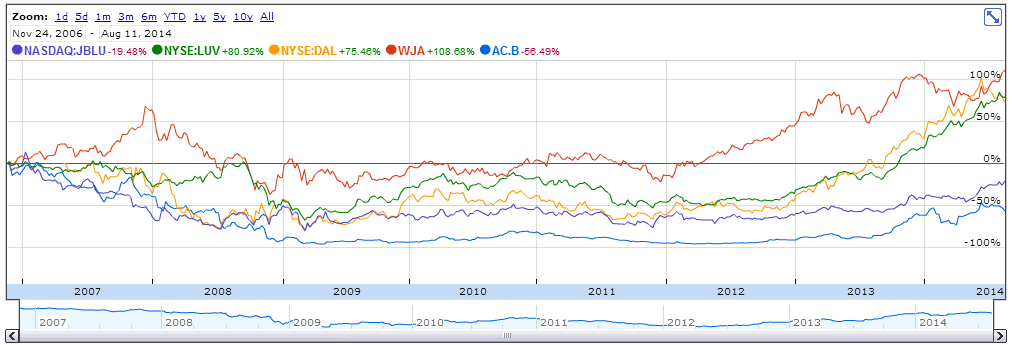 Zoom: 1d 5d 1m 3m 6m YTD 1y 5y 10y All
Nov 24, 2006 - Aug 11, 2014
NASDAQ:JBLU -19.48% NYSE:LUV +80.92% NYSE:DAL +75.46% WJA +108.68% AC.B -56.49%
100%
50%
0%
-50%
-100%
2007 2008 2009 2010 2011 2012 2013 2014
2007 2008 2009 2010 2011 2012 2013 2014